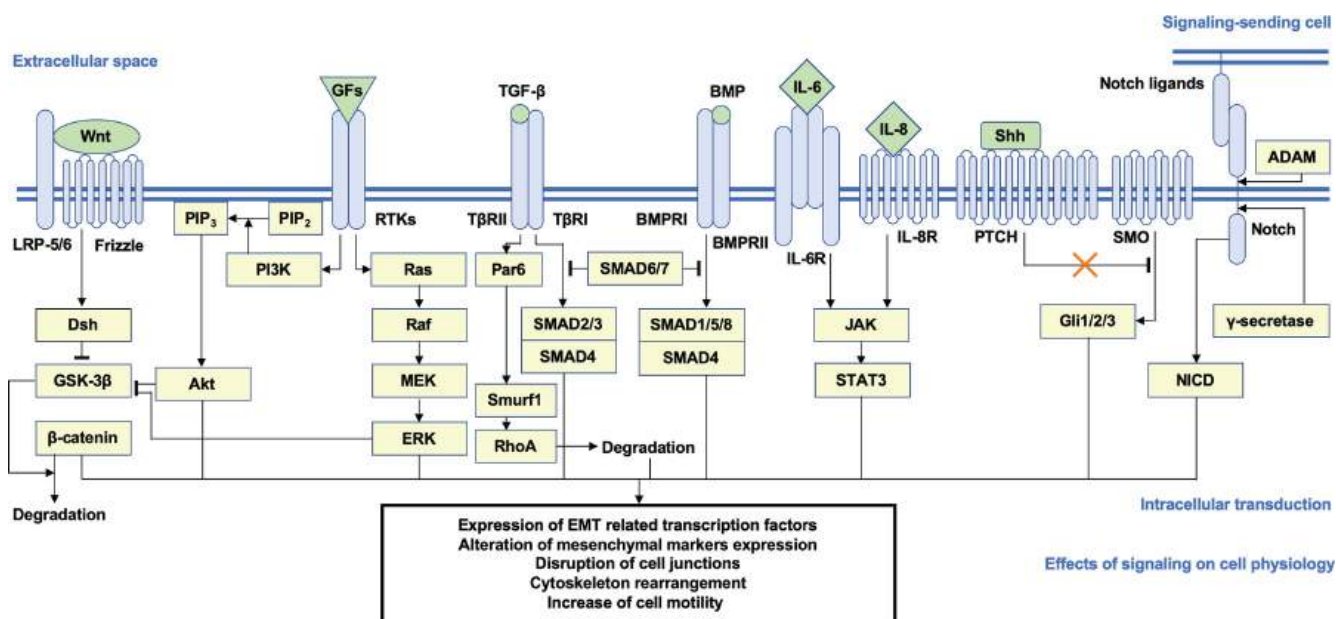 Signaling-sending cell
Extracellular space
GFs
TGF-β
BMP
IL-6
Notch ligands
Wnt
IL-8
Shh
ADAM
PIP3
PIP2
RTKs
TβRII
TβRI
BMPRI
BMPRII
IL-8R
PTCH
SMO
Notch
LRP-5/6
Frizzle
IL-6R
PI3K
Ras
Par6
SMAD6/7
Dsh
Raf
SMAD2/3
SMAD1/5/8
JAK
Gli1/2/3
γ-secretase
SMAD4
SMAD4
GSK-3β
Akt
MEK
Smurf1
STAT3
NICD
β-catenin
ERK
RhoA
Degradation
Degradation
Intracellular transduction
Expression of EMT related transcription factors
Alteration of mesenchymal markers expression
Disruption of cell junctions
Cytoskeleton rearrangement
Increase of cell motility
Effects of signaling on cell physiology